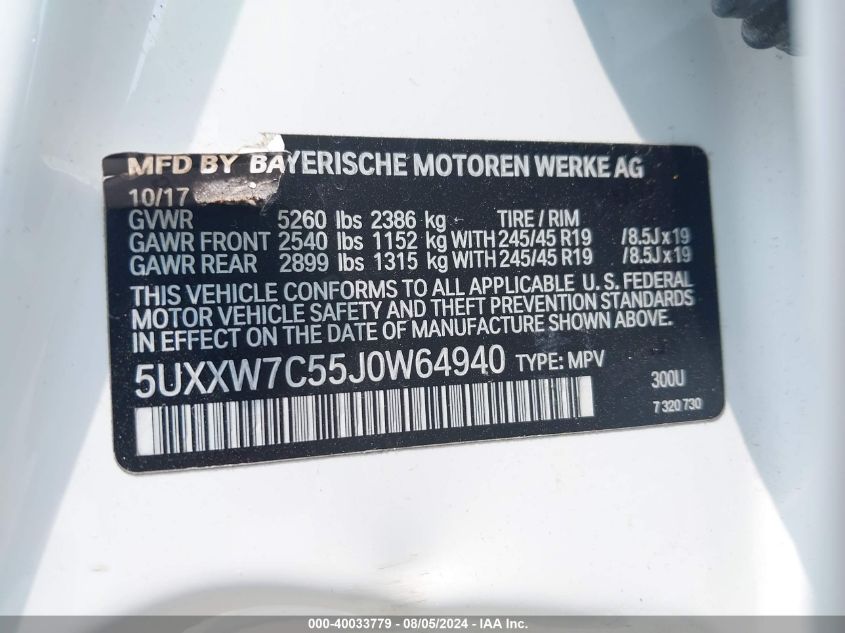 MFD BY BAYERISCHE MOTOREN WERKE AG
10/17
GVWR 5260 lbs 2386 kg - TIRE / RIM
GAWR FRONT 2540 lbs 1152 kg WITH 245/45 R19 /8.5J x 19
GAWR REAR 2899 lbs 1315 kg WITH 245/45 R19 /8.5J x 19
THIS VEHICLE CONFORMS TO ALL APPLICABLE U. S. FEDERAL
MOTOR VEHICLE SAFETY AND THEFT PREVENTION STANDARDS
IN EFFECT ON THE DATE OF MANUFACTURE SHOWN ABOVE.
5UXXW7C55J0W64940 TYPE: MPV
300U
7 320 730
000-40033779 - 08/05/2024 - IAA Inc.